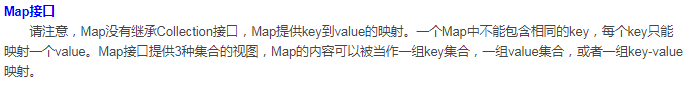 Map接口
请注意，Map没有继承Collection接口，Map提供key到value的映射。一个Map中不能包含相同的key，每个key只能
映射一个value。Map接口提供3种集合的视图，Map的内容可以被当作一组key集合，一组value集合，或者一组key-value
映射。